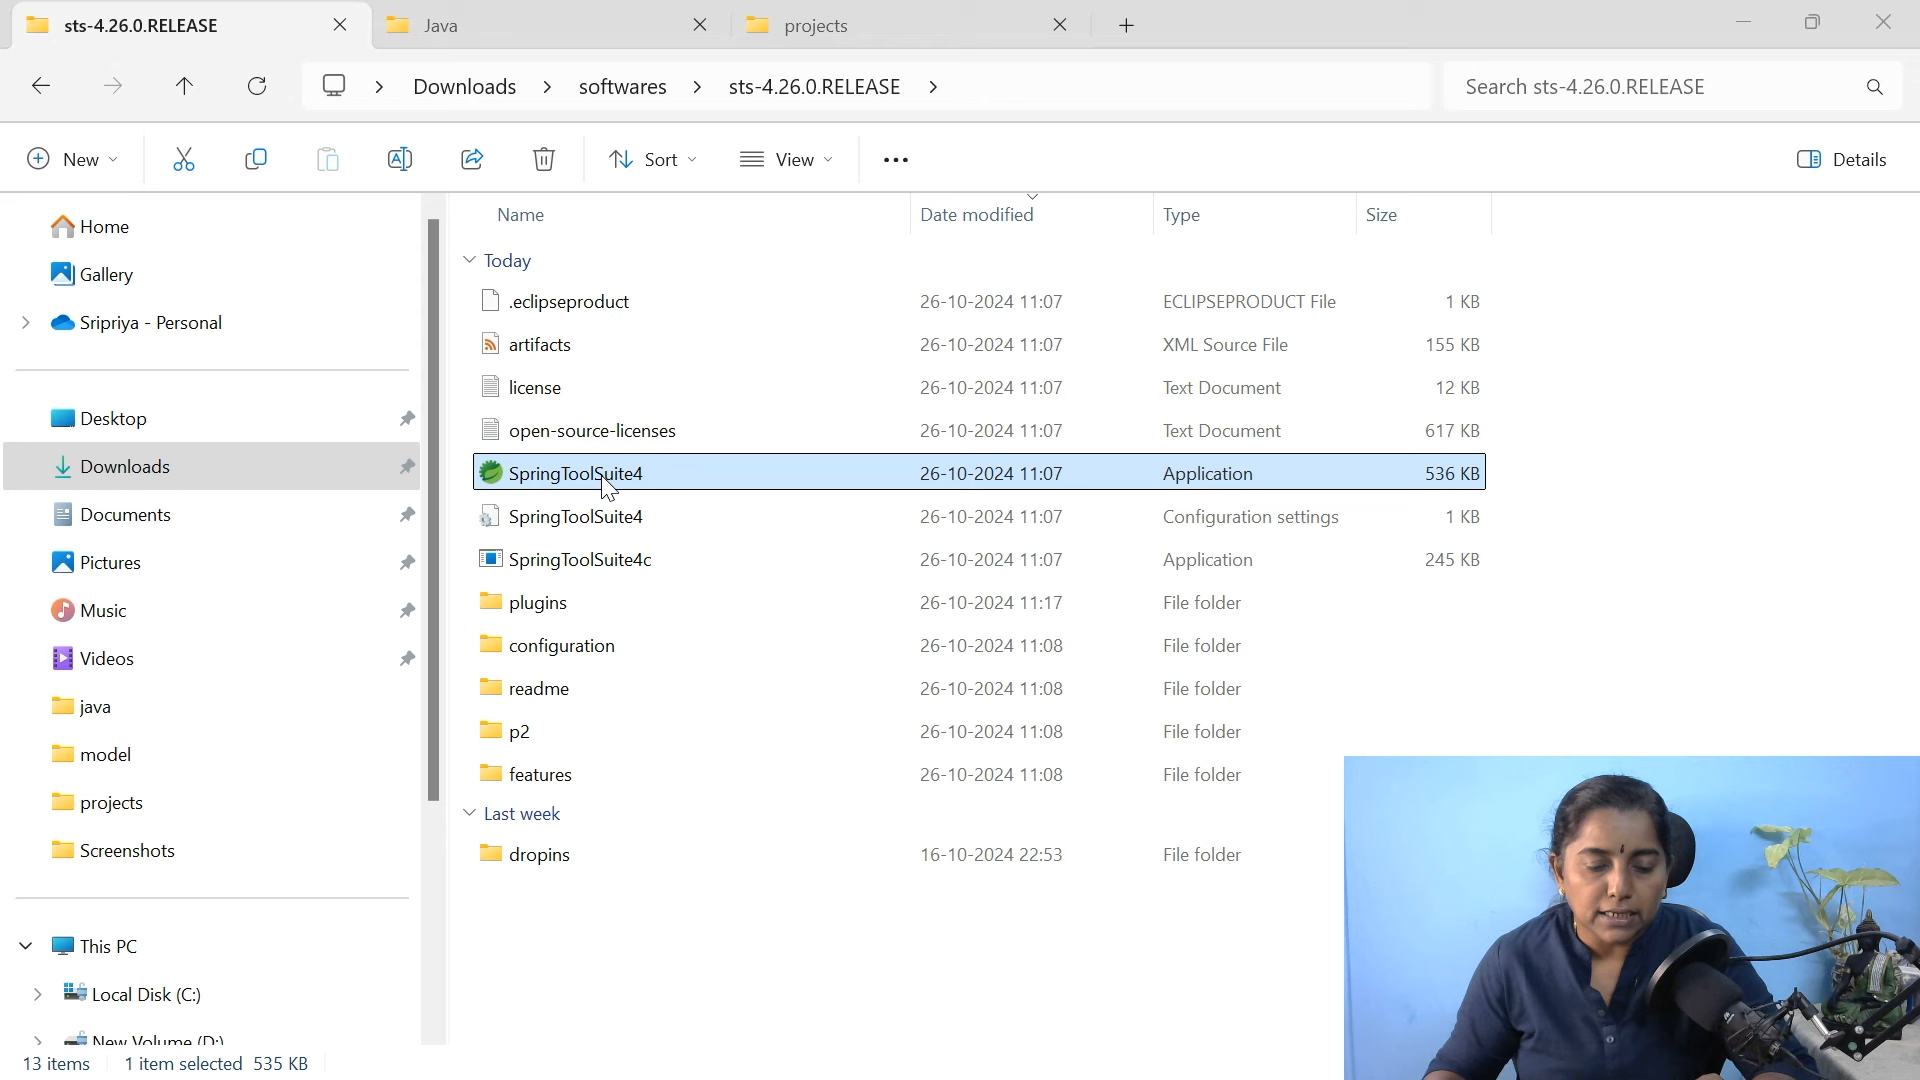 sts-4.26.0.RELEASE
Java
projects
Downloads
softwares
sts-4.26.0.RELEASE
Search sts-4.26.0.RELEASE
New
Sort
View
Details
Home
Gallery
Sripriya - Personal
Desktop
Downloads
Documents
Pictures
Music
Videos
java
model
projects
Screenshots
This PC
Local Disk (C:)
New Volume (D:)
Name Date modified Type Size
Today
.eclipseproduct 26-10-2024 11:07 ECLIPSEPRODUCT File 1 KB
artifacts 26-10-2024 11:07 XML Source File 155 KB
license 26-10-2024 11:07 Text Document 12 KB
open-source-licenses 26-10-2024 11:07 Text Document 617 KB
SpringToolSuite4 26-10-2024 11:07 Application 536 KB
SpringToolSuite4 26-10-2024 11:07 Configuration settings 1 KB
SpringToolSuite4c 26-10-2024 11:07 Application 245 KB
plugins 26-10-2024 11:17 File folder
configuration 26-10-2024 11:08 File folder
readme 26-10-2024 11:08 File folder
p2 26-10-2024 11:08 File folder
features 26-10-2024 11:08 File folder
Last week
dropins 16-10-2024 22:53 File folder
13 items 1 item selected 535 KB